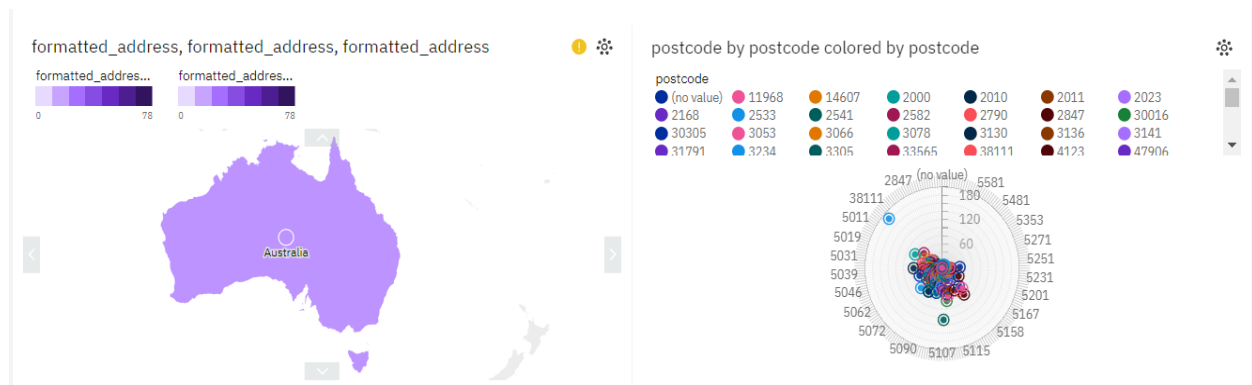 formatted_address, formatted_address, formatted_address
formatted_addres... formatted_addres...
0 78 0 78
Australia
postcode by postcode colored by postcode
postcode
(no value) 11968 14607 2000 2010 2011 2023
2168 2533 2541 2582 2790 2847 30016
30305 3053 3066 3078 3130 3136 3141
31791 3234 3305 33565 38111 4123 47906
(no value)
2847 5581
38111 180 5481
5011 120 5353
5019 60 5271
5031 5251
5039 5231
5046 5201
5062 5167
5072 5158
5090 5107 5115